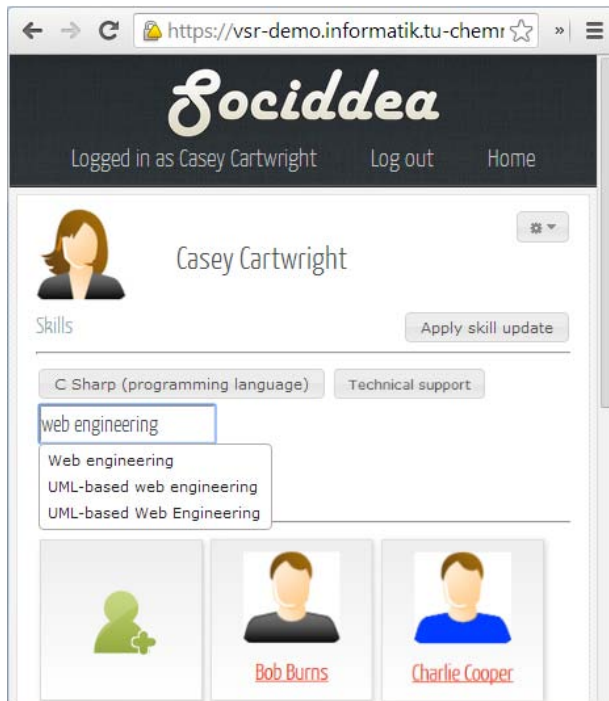 https://vsr-demo.informatik.tu-chemr
»
Sociddea
Logged in as Casey Cartwright Log out Home
Casey Cartwright
Skills
Apply skill update
C Sharp (programming language) Technical support
web engineering
Web engineering
UML-based web engineering
UML-based Web Engineering
Bob Burns Charlie Cooper